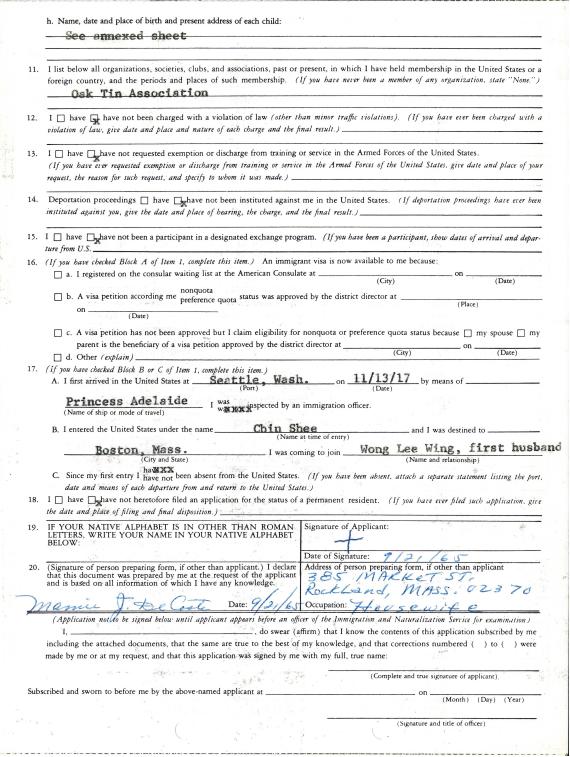 h. Name, date and place of birth and present address of each child:
See annexed sheet
11. I list below all organizations, societies, clubs, and associations, past or present, in which I have held membership in the United States or a
foreign country, and the periods and places of such membership. (If you have never been a member of any organization, state "None".)
Oak Tin Association
12. I ☐ have ☒ have not been charged with a violation of law (other than minor traffic violations). (If you have ever been charged with a
violation of law, give date and place and nature of each charge and the final result.)
13. I ☐ have ☒ have not requested exemption or discharge from training or service in the Armed Forces of the United States.
(If you have ever requested exemption or discharge from training or service in the Armed Forces of the United States, give date and place of your
request, the reason for such request, and specify to whom it was made.)
14. Deportation proceedings ☐ have ☒ have not been instituted against me in the United States. (If deportation proceedings have ever been
instituted against you, give the date and place of hearing, the charge, and the final result.)
15. I ☐ have ☒ have not been a participant in a designated exchange program. (If you have been a participant, show dates of arrival and depar-
ture from U.S.
16. (If you have checked Block A of Item 1, complete this item.) An immigrant visa is now available to me because:
☐ a. I registered on the consular waiting list at the American Consulate at on
(City) (Date)
☐ b. A visa petition according me nonquota
preference quota status was approved by the district director at
(Place)
on
(Date)
☐ c. A visa petition has not been approved but I claim eligibility for nonquota or preference quota status because ☐ my spouse ☐ my
parent is the beneficiary of a visa petition approved by the district director at on
(City) (Date)
☐ d. Other (explain)
17. (If you have checked Block B or C of Item 1, complete this item.)
A. I first arrived in the United States at Seattle, Wash. on 11/13/17 by means of
(Port) (Date)
Princess Adelaide I was
inspected by an immigration officer.
(Name of ship or mode of travel)
B. I entered the United States under the name Chin Shee and I was destined to
(Name at time of entry)
Boston, Mass. I was coming to join Wong Lee Wing, first husband
(City and State) (Name and relationship)
C. Since my first entry I
have not been absent from the United States. (If you have been absent, attach a separate statement listing the port,
date and means of each departure from and return to the United States.)
18. I ☐ have ☒ have not heretofore filed an application for the status of a permanent resident. (If you have ever filed such application, give
the date and place of filing and final disposition.)
19. IF YOUR NATIVE ALPHABET IS IN OTHER THAN ROMAN
LETTERS, WRITE YOUR NAME IN YOUR NATIVE ALPHABET
BELOW:
Signature of Applicant:
Date of Signature: 9/21/65
20. (Signature of person preparing form, if other than applicant.) I declare
that this document was prepared by me at the request of the applicant
and is based on all information of which I have any knowledge.
Mamie J. DeCoste Date: 9/21/65
Address of person preparing form, if other than applicant
385 MARKET ST.
Rockland, MASS. 02370
Occupation: Housewife
(Application not to be signed below until applicant appears before an officer of the Immigration and Naturalization Service for examination)
I, , do swear (affirm) that I know the contents of this application subscribed by me
including the attached documents, that the same are true to the best of my knowledge, and that corrections numbered ( ) to ( ) were
made by me or at my request, and that this application was signed by me with my full, true name:
(Complete and true signature of applicant)
Subscribed and sworn to before me by the above-named applicant at on
(Month) (Day) (Year)
(Signature and title of officer)